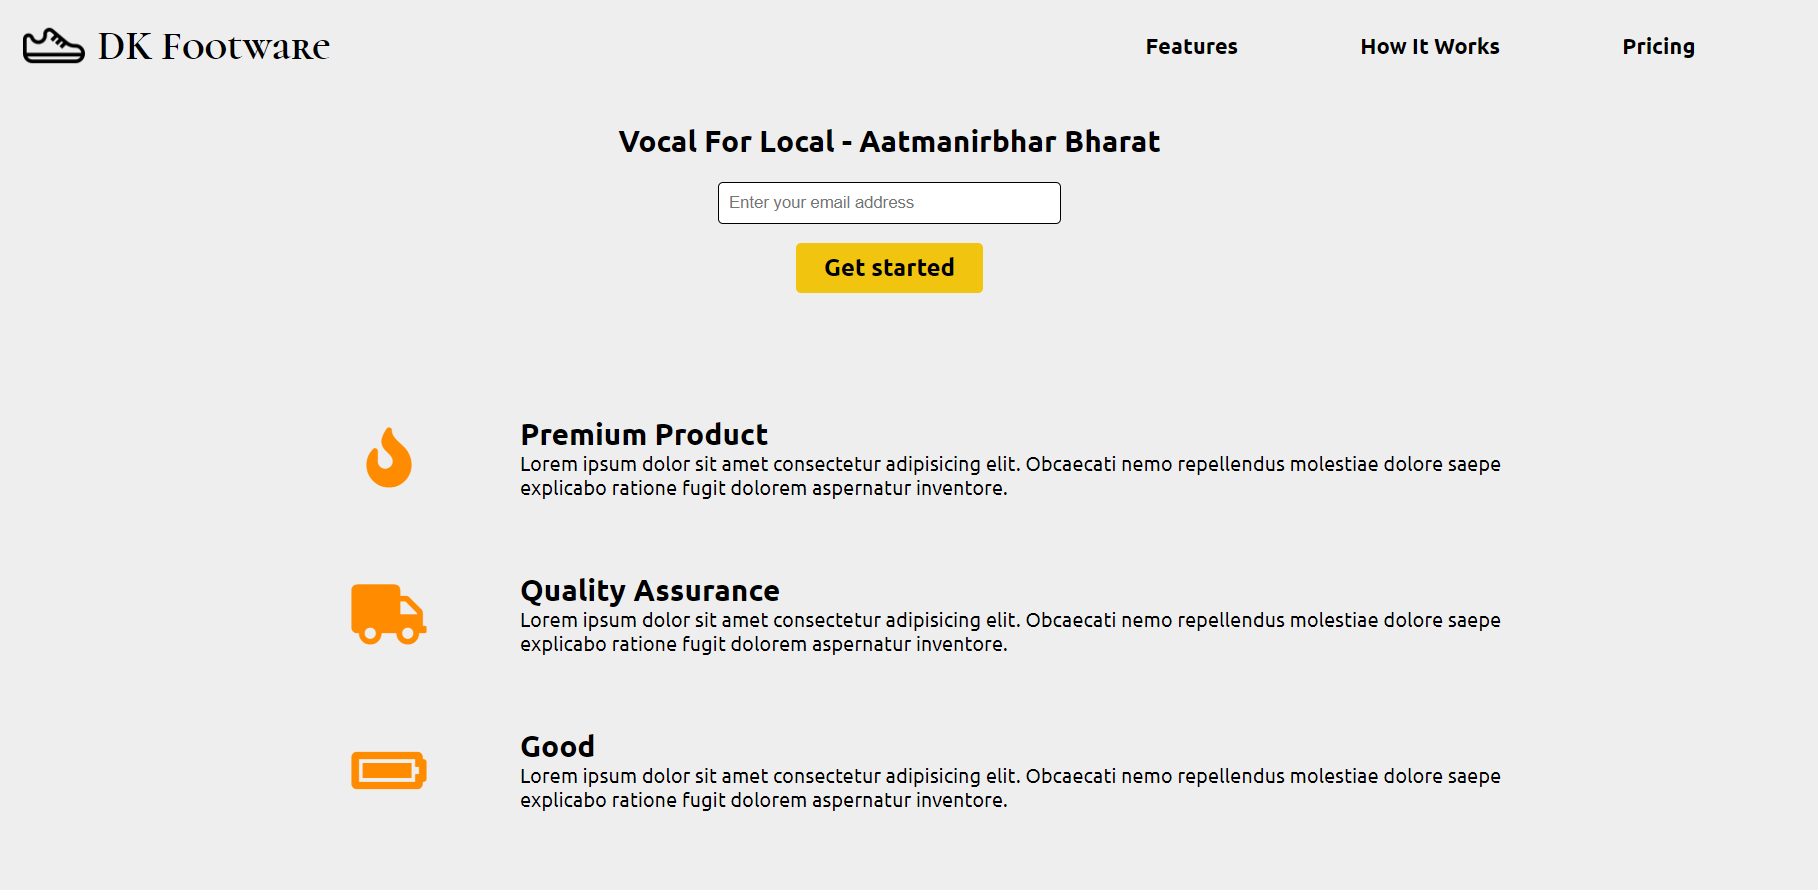 DK Footware
Features
How It Works
Pricing
Vocal For Local - Aatmanirbhar Bharat
Enter your email address
Get started
Premium Product
Lorem ipsum dolor sit amet consectetur adipisicing elit. Obcaecati nemo repellendus molestiae dolore saepe
explicabo ratione fugit dolorem aspernatur inventore.
Quality Assurance
Lorem ipsum dolor sit amet consectetur adipisicing elit. Obcaecati nemo repellendus molestiae dolore saepe
explicabo ratione fugit dolorem aspernatur inventore.
Good
Lorem ipsum dolor sit amet consectetur adipisicing elit. Obcaecati nemo repellendus molestiae dolore saepe
explicabo ratione fugit dolorem aspernatur inventore.